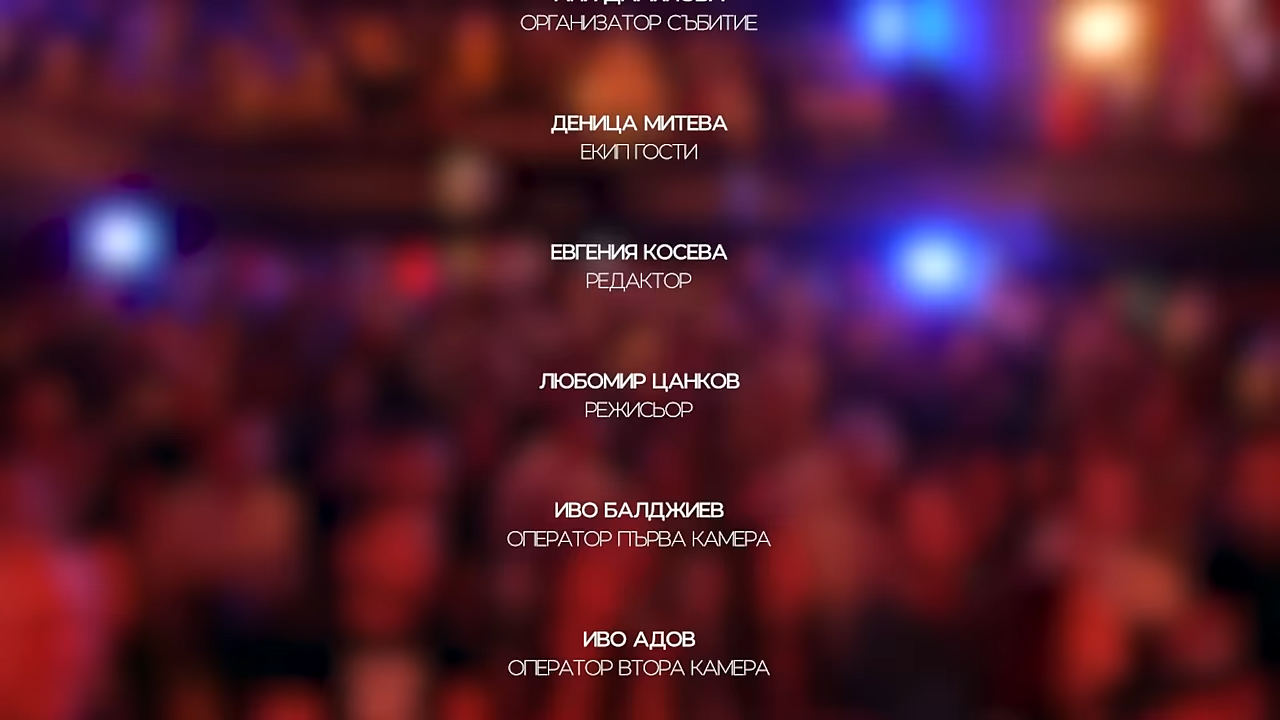 ОРГАНИЗАТОР СЪБИТИЕ
ДЕНИЦА МИТЕВА
ЕКИП ГОСТИ
ЕВГЕНИЯ КОСЕВА
РЕДАКТОР
ЛЮБОМИР ЦАНКОВ
РЕЖИСЬОР
ИВО БАЛДЖИЕВ
ОПЕРАТОР ПЪРВА КАМЕРА
ИВО АДОВ
ОПЕРАТОР ВТОРА КАМЕРА